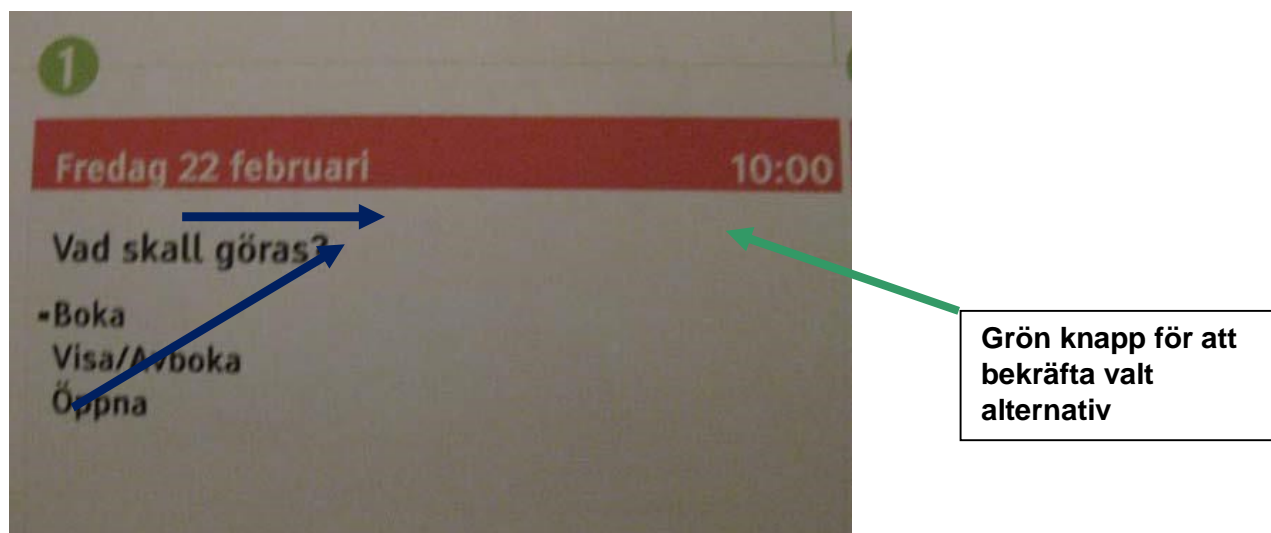 1
Fredag 22 februari 10:00
Vad skall göras?
Boka
Visa/Avboka
Öppna
Grön knapp för att
bekräfta valt
alternativ